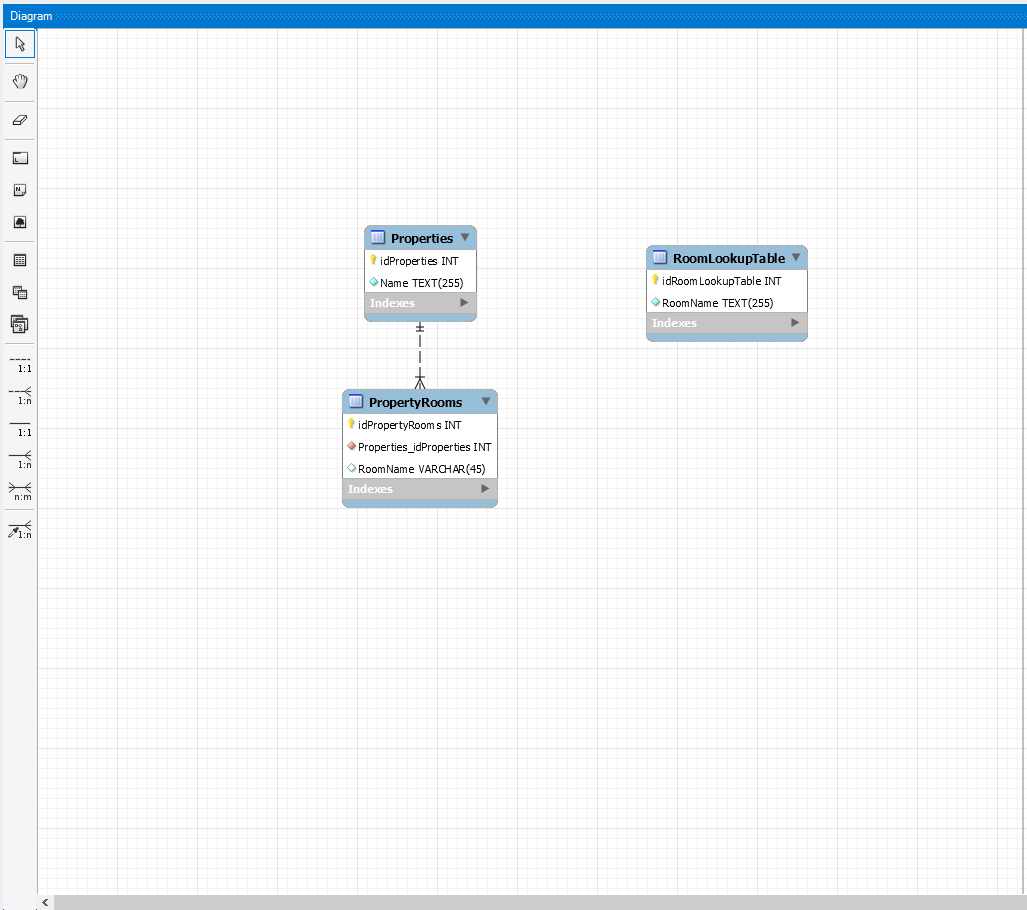 Diagram
1:1
1:n
1:1
1:n
n:m
1:n
Properties
idProperties INT
Name TEXT(255)
Indexes
RoomLookupTable
idRoomLookupTable INT
RoomName TEXT(255)
Indexes
PropertyRooms
idPropertyRooms INT
Properties_idProperties INT
RoomName VARCHAR(45)
Indexes